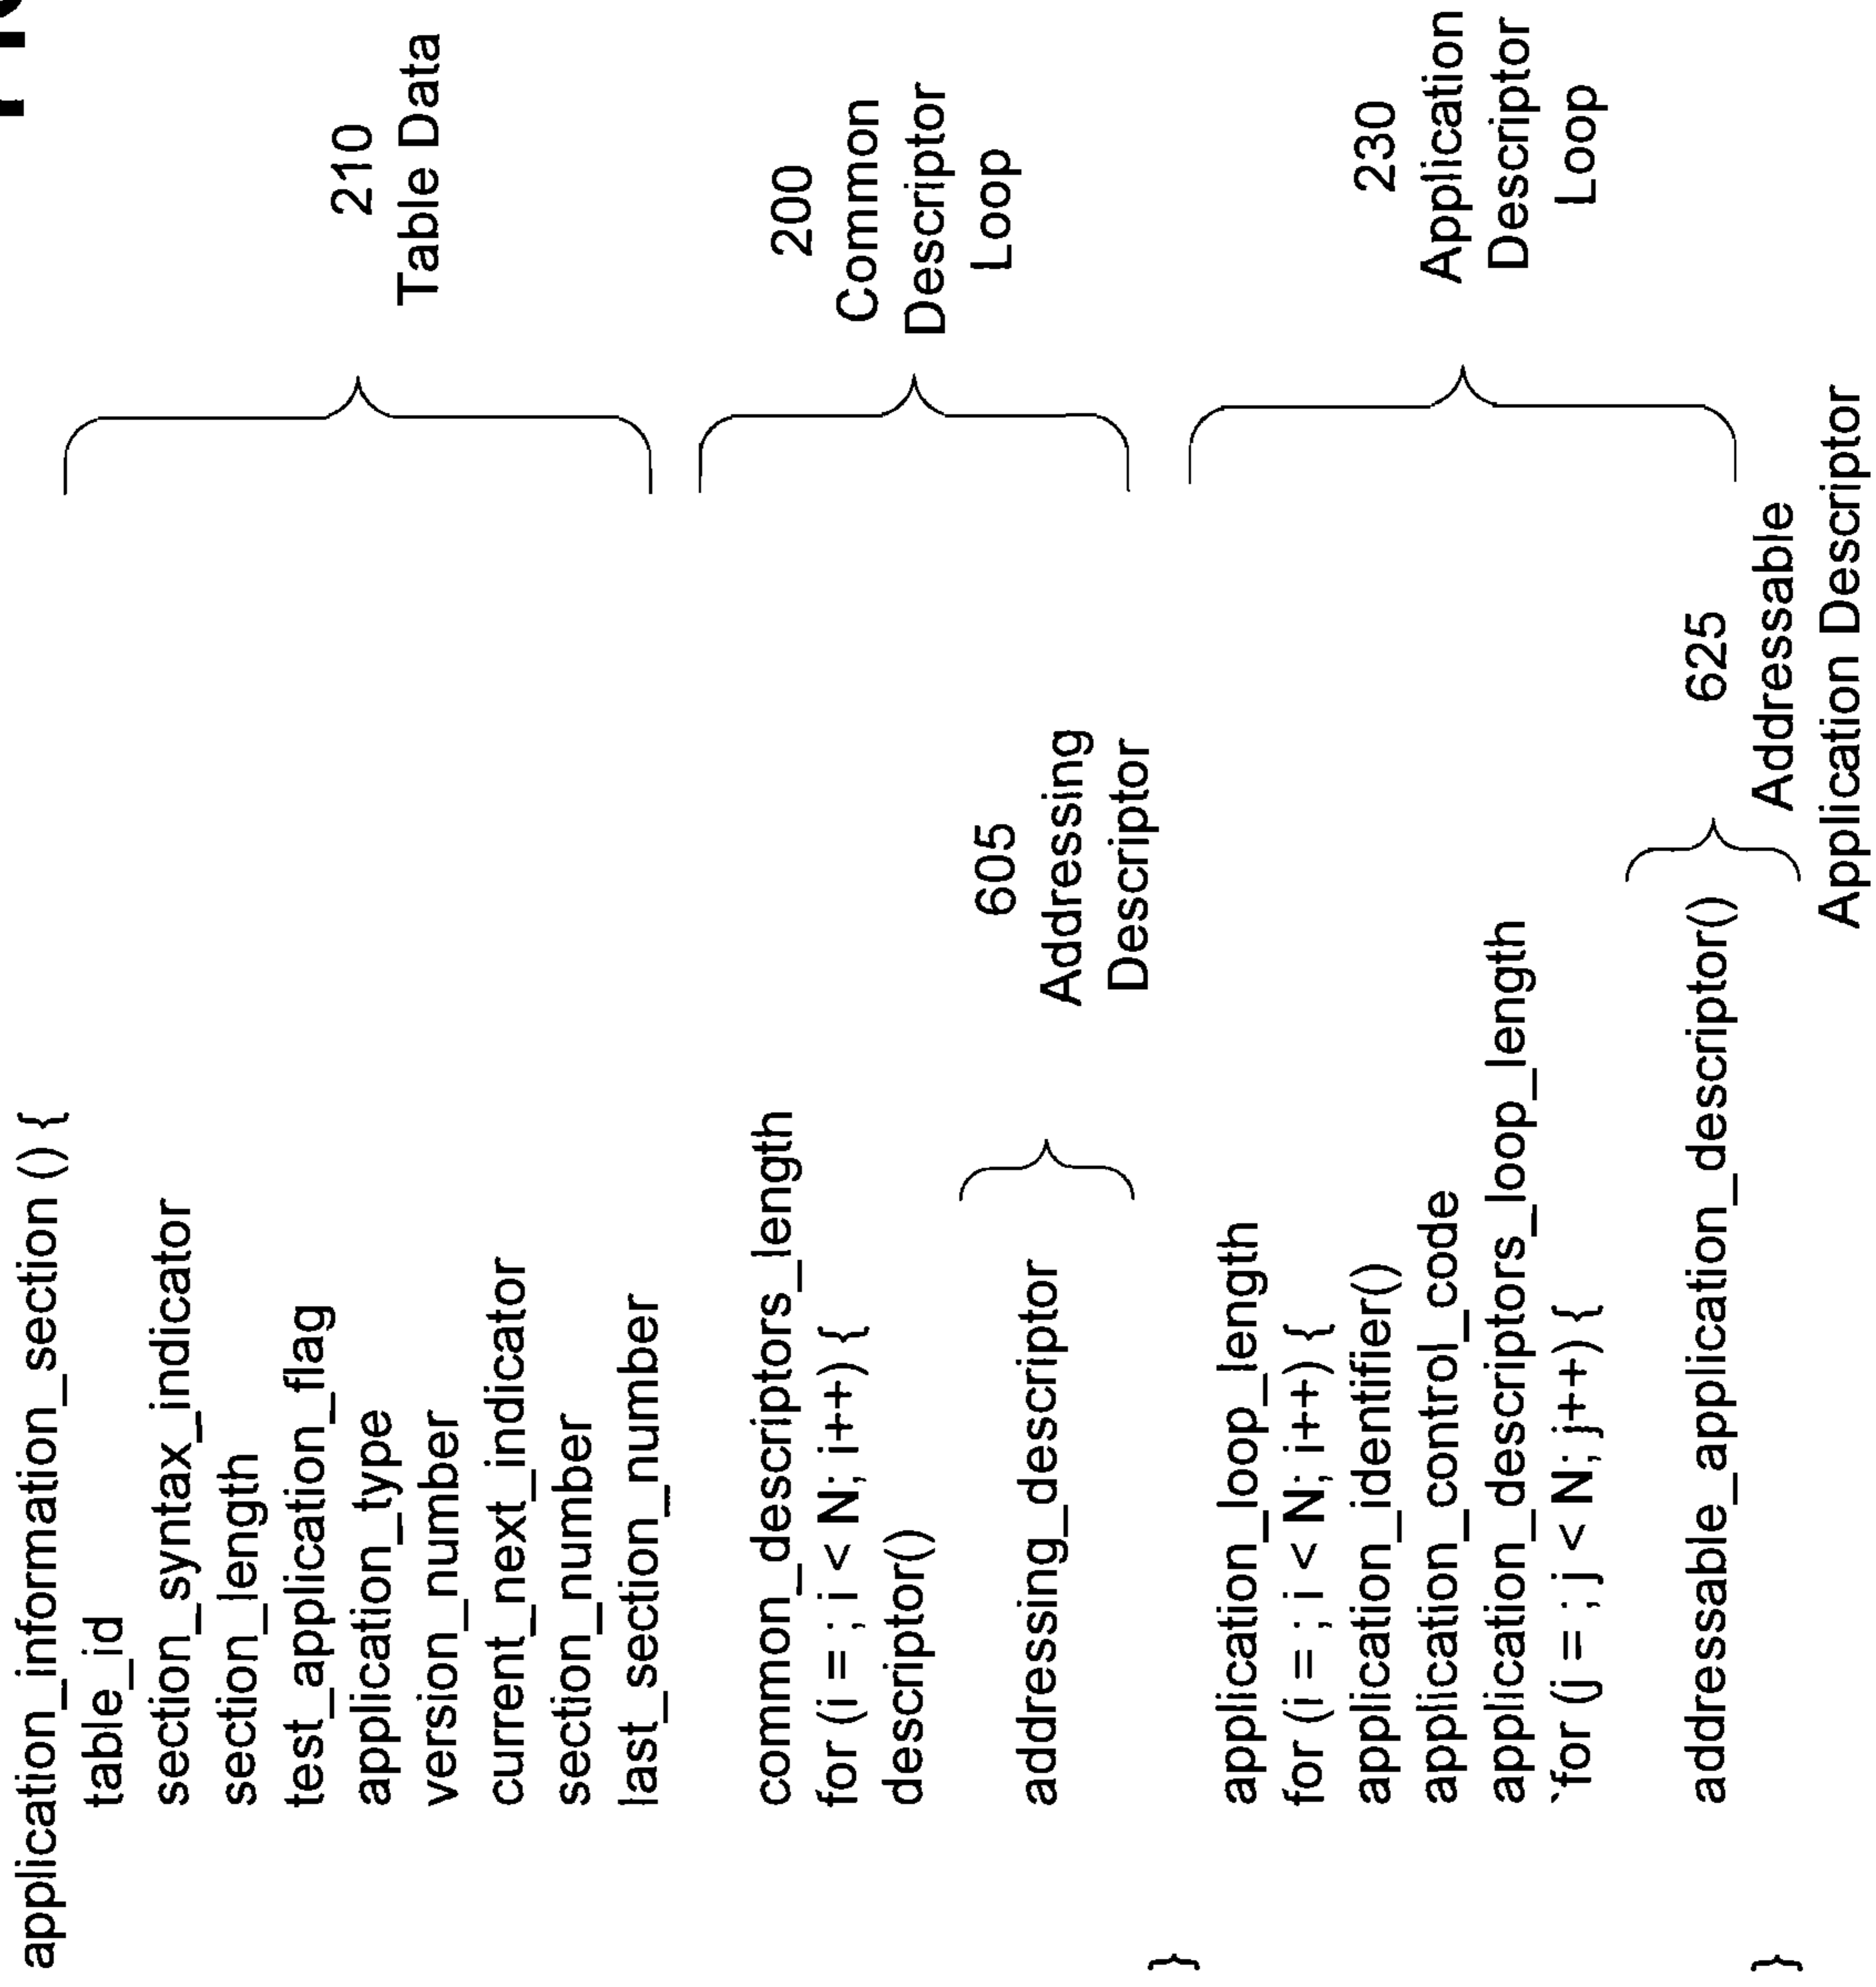 application_information_section () {
table_id
section_syntax_indicator
section_length
test_application_flag
application_type
version_number
current_next_indicator
section_number
last_section_number
210
Table Data
common_descriptors_length
for (i = ; i < N; i++) {
descriptor()
200
Common
Descriptor
Loop
addressing_descriptor
605
Addressing
Descriptor
}
application_loop_length
for (i = ; i < N; i++) {
application_identifier()
application_control_code
application_descriptors_loop_length
`for (j = ; j < N; j++) {
230
Application
Descriptor
Loop
addressable_application_descriptor()
625
Addressable
Application Descriptor
}